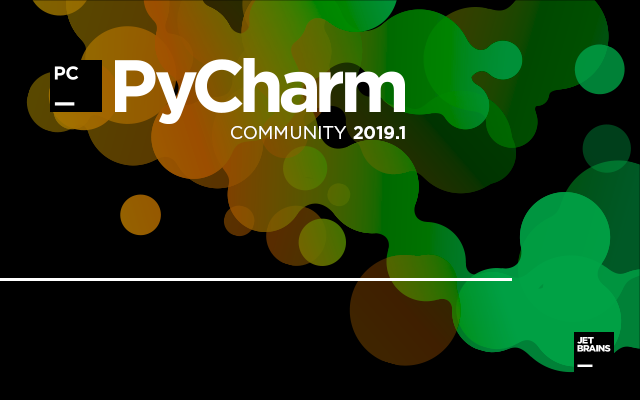 PC
PyCharm
COMMUNITY 2019.1
JET
BRAINS